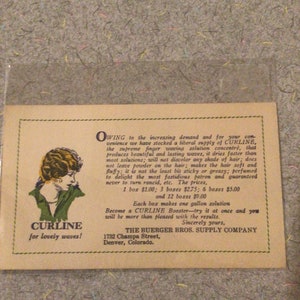 OWING to the increasing demand and for your con-
venience we have stocked a liberal supply of CURLINE,
the supreme finger waving solution concentré, that
produces beautiful and lasting waves, it dries faster than
most solutions; will not discolor any shade of hair; does
not leave powder on the hair; makes the hair soft and
fluffy; it is not the least bit sticky or greasy; perfumed
to delight the most fastidious patron and guaranteed
never to turn rancid, etc. The prices,
1 box $1.00; 3 boxes $2.75; 6 boxes $5.00
and 12 boxes $9.00
Each box makes one gallon solution
Become a CURLINE Booster—try it at once and you
will be more than pleased with the results.
Sincerely yours,
THE BUERGER BROS. SUPPLY COMPANY
1732 Champa Street,
Denver, Colorado.
CURLINE
for lovely waves!